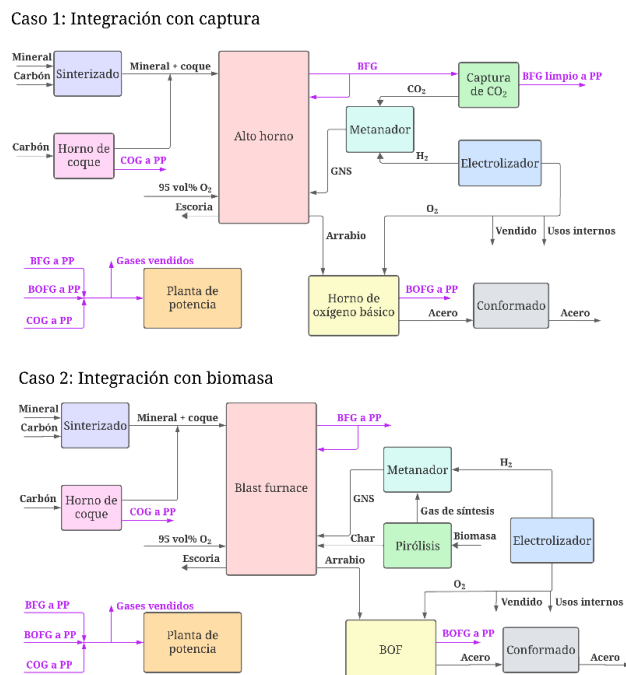 Caso 1: Integración con captura
Mineral
Carbón
Sinterizado
Mineral + coque
Alto horno
BFG
Captura
de CO₂
BFG limpio a PP
CO₂
Metanador
Carbón
Horno de
coque
COG a PP
H₂
Electrolizador
GNS
95 vol% O₂
Escoria
O₂
Vendido
Usos internos
Arrabio
BFG a PP
Gases vendidos
BOFG a PP
COG a PP
Planta de
potencia
Horno de
oxígeno básico
BOFG a PP
Acero
Conformado
Acero
Caso 2: Integración con biomasa
Mineral
Carbón
Sinterizado
Mineral + coque
Blast furnace
BFG a PP
Metanador
H₂
Carbón
Horno de
coque
COG a PP
GNS
Gas de síntesis
Char
Pirólisis
Biomasa
Electrolizador
95 vol% O₂
Escoria
Arrabio
O₂
Vendido
Usos internos
BFG a PP
Gases vendidos
BOFG a PP
COG a PP
Planta de
potencia
BOF
BOFG a PP
Acero
Conformado
Acero